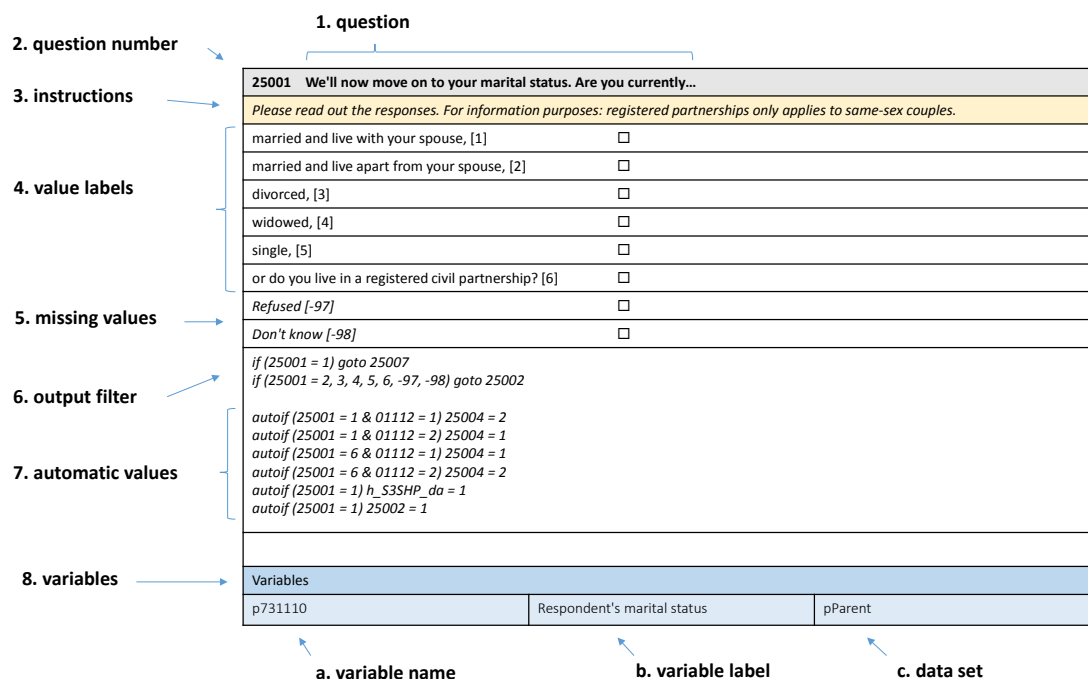 1. question
2. question number
25001 We'll now move on to your marital status. Are you currently…
3. instructions
Please read out the responses. For information purposes: registered partnerships only applies to same-sex couples.
4. value labels
married and live with your spouse, [1] ☐
married and live apart from your spouse, [2] ☐
divorced, [3] ☐
widowed, [4] ☐
single, [5] ☐
or do you live in a registered civil partnership? [6] ☐
5. missing values
Refused [-97] ☐
Don't know [-98] ☐
6. output filter
if (25001 = 1) goto 25007
if (25001 = 2, 3, 4, 5, 6, -97, -98) goto 25002
7. automatic values
autoif (25001 = 1 & 01112 = 1) 25004 = 2
autoif (25001 = 1 & 01112 = 2) 25004 = 1
autoif (25001 = 6 & 01112 = 1) 25004 = 1
autoif (25001 = 6 & 01112 = 2) 25004 = 2
autoif (25001 = 1) h_S3SHP_da = 1
autoif (25001 = 1) 25002 = 1
8. variables
Variables
p731110 Respondent's marital status pParent
a. variable name b. variable label c. data set